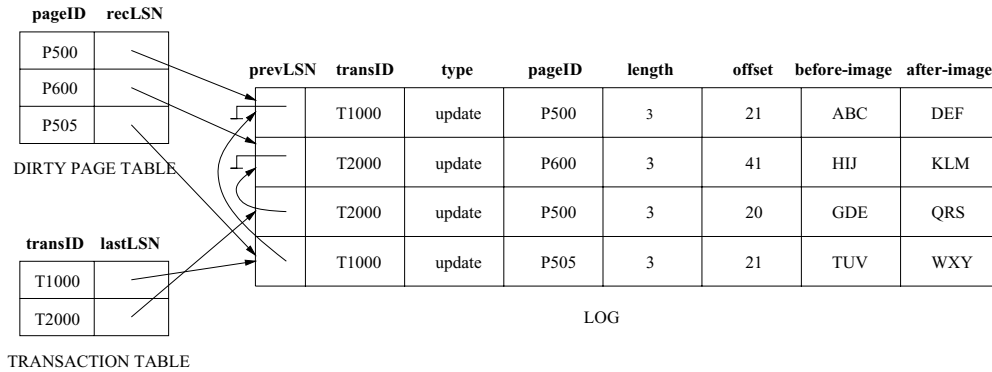 pageID recLSN
P500
P600
P505
DIRTY PAGE TABLE
transID lastLSN
T1000
T2000
TRANSACTION TABLE
prevLSN transID type pageID length offset before-image after-image
T1000 update P500 3 21 ABC DEF
T2000 update P600 3 41 HIJ KLM
T2000 update P500 3 20 GDE QRS
T1000 update P505 3 21 TUV WXY
LOG